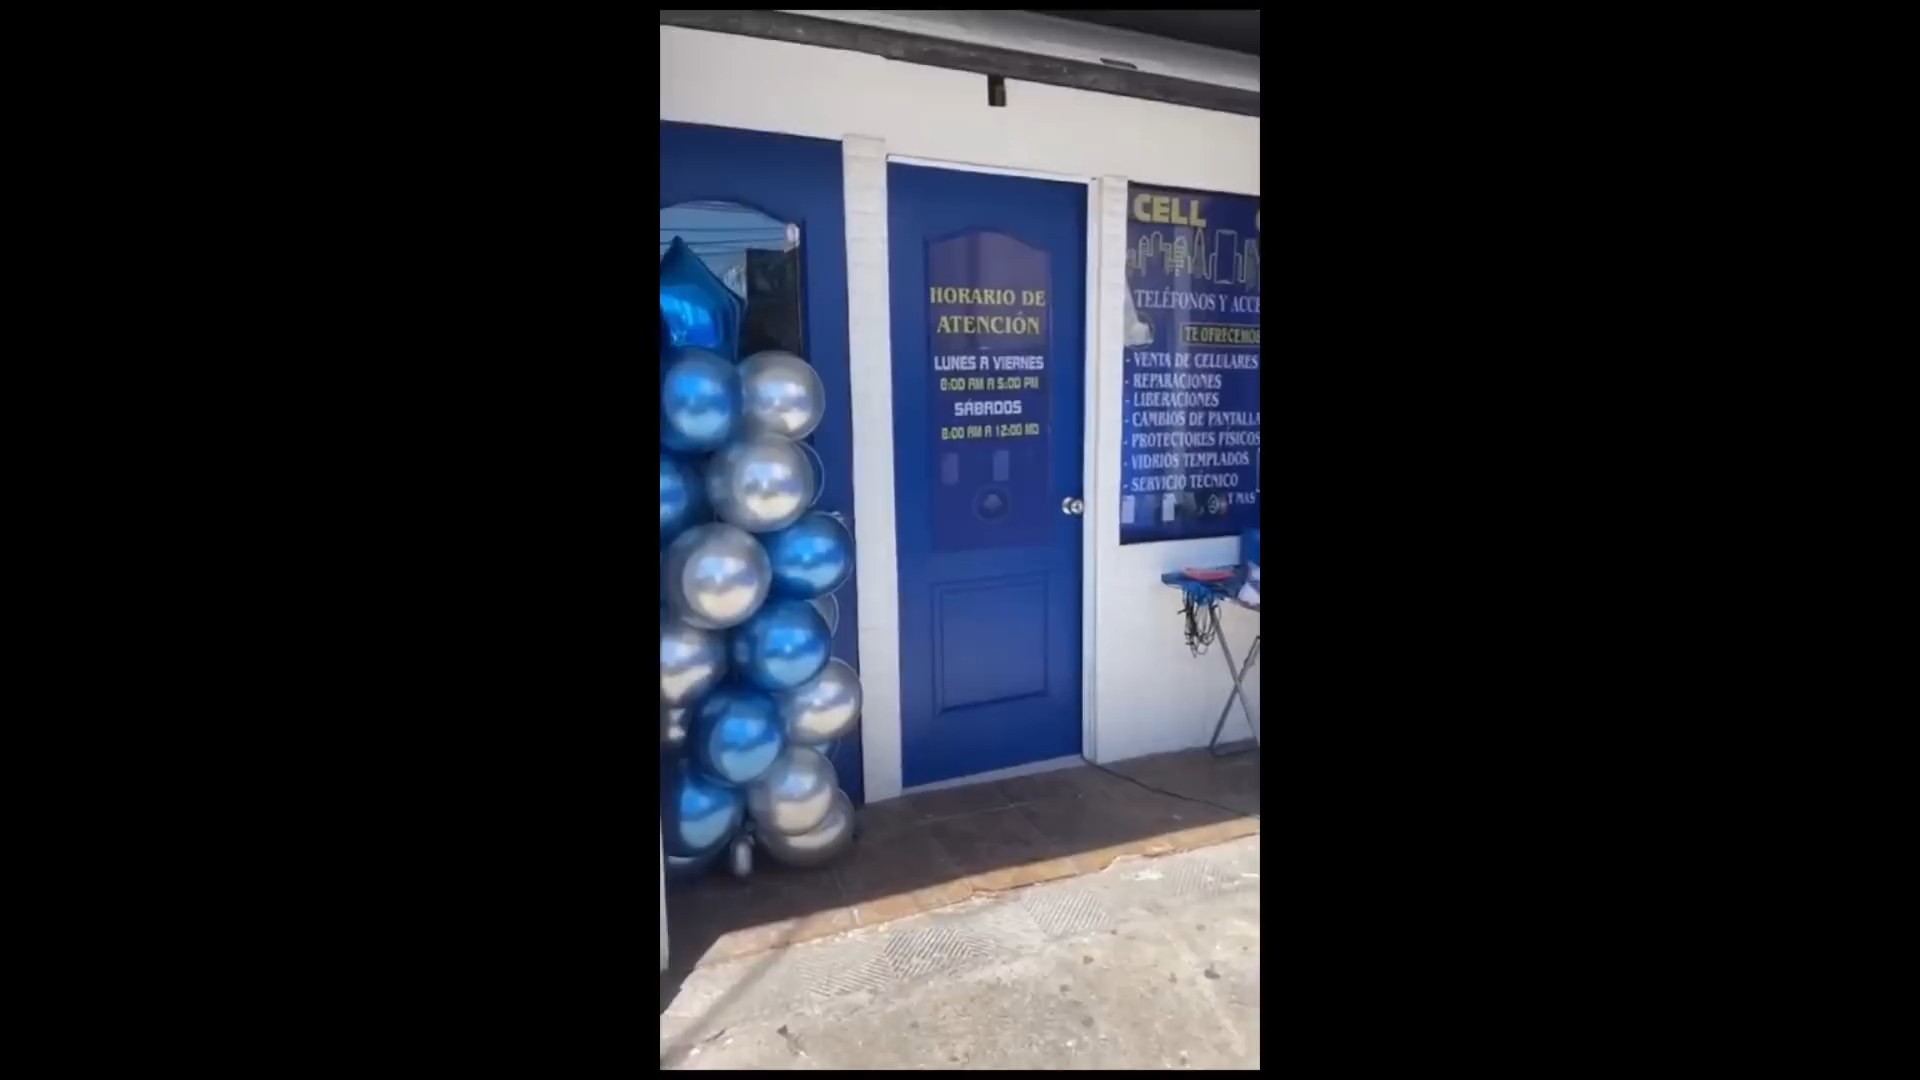 HORARIO DE
ATENCIÓN
LUNES A VIERNES
8:00 AM A 5:00 PM
SÁBADOS
8:00 AM A 12:00 MD
CELL
TELÉFONOS Y ACCE
TE OFRECEMOS
- VENTA DE CELULARES
- REPARACIONES
- LIBERACIONES
- CAMBIOS DE PANTALLA
- PROTECTORES FÍSICOS
- VIDRIOS TEMPLADOS
- SERVICIO TÉCNICO
Y MAS